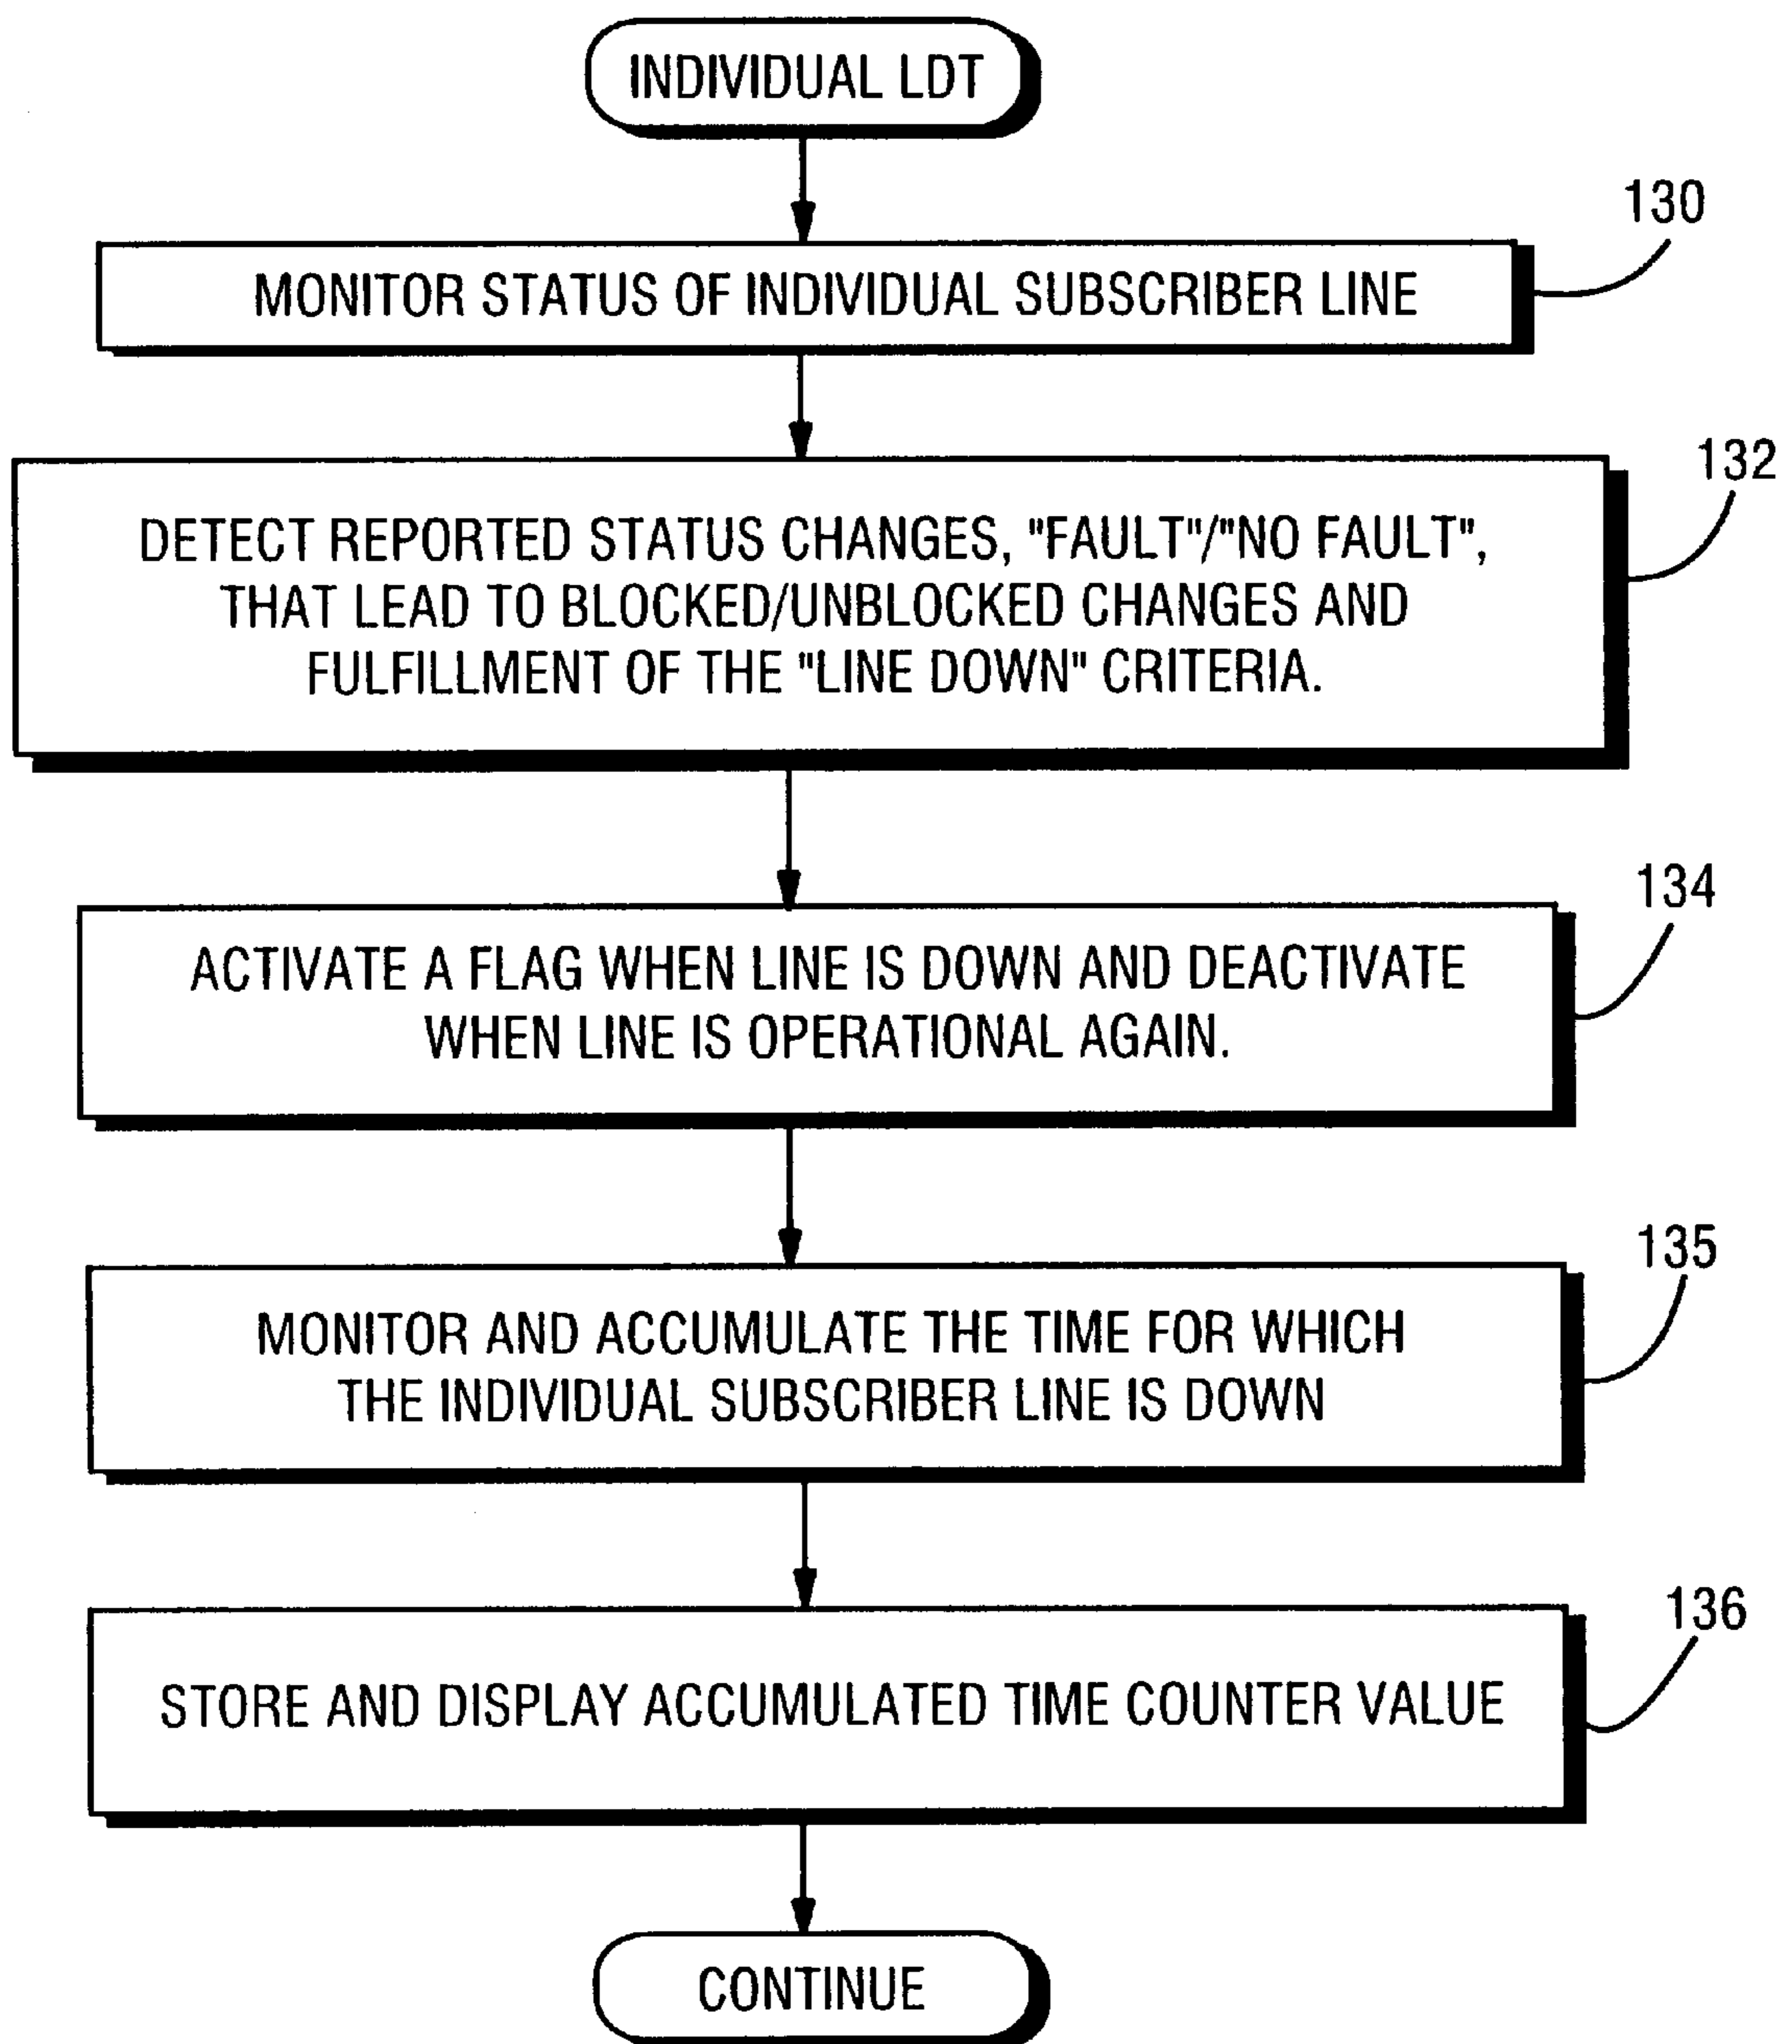 INDIVIDUAL LDT
130
MONITOR STATUS OF INDIVIDUAL SUBSCRIBER LINE
132
DETECT REPORTED STATUS CHANGES, "FAULT"/"NO FAULT",
THAT LEAD TO BLOCKED/UNBLOCKED CHANGES AND
FULFILLMENT OF THE "LINE DOWN" CRITERIA.
134
ACTIVATE A FLAG WHEN LINE IS DOWN AND DEACTIVATE
WHEN LINE IS OPERATIONAL AGAIN.
135
MONITOR AND ACCUMULATE THE TIME FOR WHICH
THE INDIVIDUAL SUBSCRIBER LINE IS DOWN
136
STORE AND DISPLAY ACCUMULATED TIME COUNTER VALUE
CONTINUE